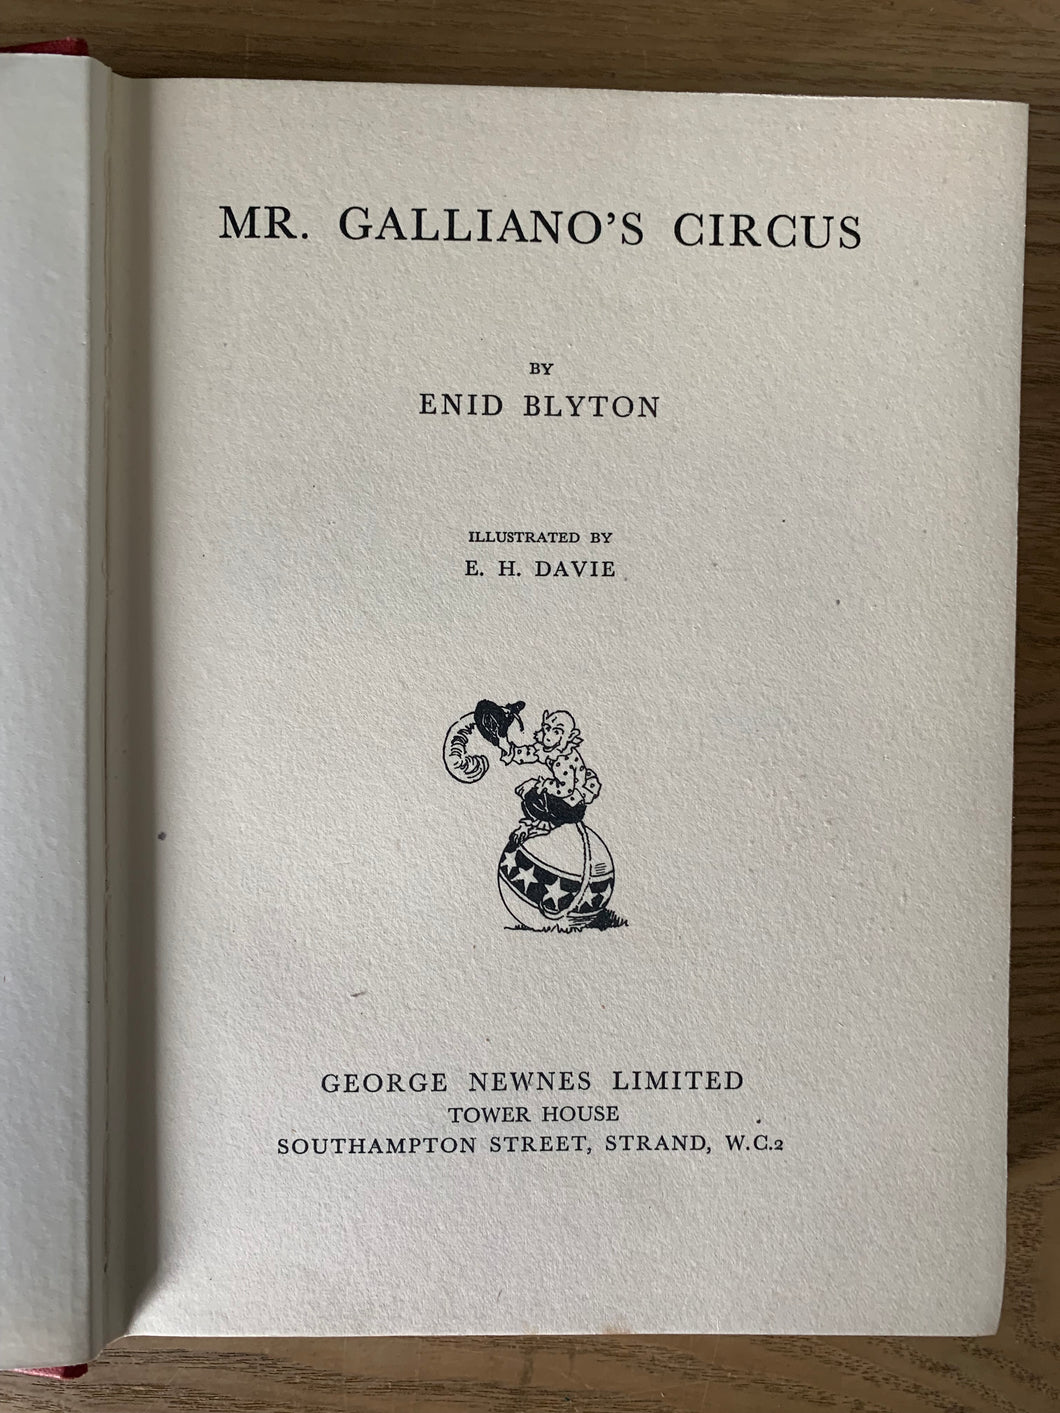 MR. GALLIANO'S CIRCUS
BY
ENID BLYTON
ILLUSTRATED BY
E. H. DAVIE
GEORGE NEWNES LIMITED
TOWER HOUSE
SOUTHAMPTON STREET, STRAND, W.C.2